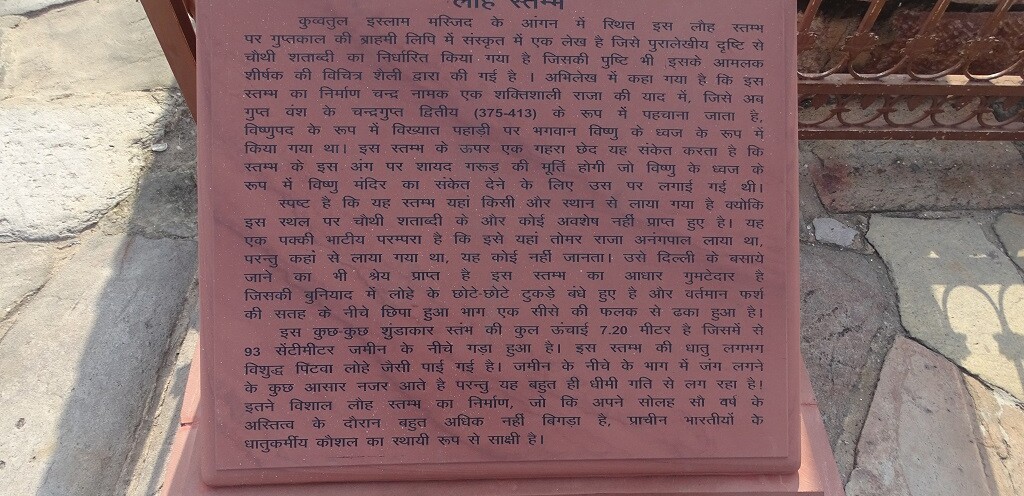 लौह स्तम्भ
कुव्वतुल इस्लाम मस्जिद के आंगन में स्थित इस लौह स्तम्भ
पर गुप्तकाल की ब्राहमी लिपि में संस्कृत में एक लेख है जिसे पुरालेखीय दृष्टि से
चौथी शताब्दी का निर्धारित किया गया है जिसकी पुष्टि भी इसके आमलक
शीर्षक की विचित्र शैली द्वारा की गई है । अभिलेख में कहा गया है कि इस
स्तम्भ का निर्माण चन्द्र नामक एक शक्तिशाली राजा की याद में, जिसे अब
गुप्त वंश के चन्द्रगुप्त द्वितीय (375-413) के रूप में पहचाना जाता है,
विष्णुपद के रूप में विख्यात पहाड़ी पर भगवान विष्णु के ध्वज के रूप में
किया गया था। इस स्तम्भ के ऊपर एक गहरा छेद यह संकेत करता है कि
स्तम्भ के इस अंग पर शायद गरूड़ की मूर्ति होगी जो विष्णु के ध्वज के
रूप में विष्णु मंदिर का संकेत देने के लिए उस पर लगाई गई थी।
स्पष्ट है कि यह स्तम्भ यहां किसी और स्थान से लाया गया है क्योकि
इस स्थल पर चौथी शताब्दी के और कोई अवशेष नहीं प्राप्त हुए है। यह
एक पक्की भाटीय परम्परा है कि इसे यहां तोमर राजा अनंगपाल लाया था,
परन्तु कहां से लाया गया था, यह कोई नहीं जानता। उसे दिल्ली के बसाये
जाने का भी श्रेय प्राप्त है इस स्तम्भ का आधार गुमटेदार है
जिसकी बुनियाद में लोहे के छोटे-छोटे टुकड़े बंधे हुए है और वर्तमान फर्श
की सतह के नीचे छिपा हुआ भाग एक सीसे की फलक से ढका हुआ है।
इस कुछ-कुछ शुंडाकार स्तंभ की कुल ऊंचाई 7.20 मीटर है जिसमें से
93 सेंटीमीटर जमीन के नीचे गड़ा हुआ है। इस स्तम्भ की धातु लगभग
विशुद्ध पिंटवा लोहे जैसी पाई गई है। जमीन के नीचे के भाग में जंग लगने
के कुछ आसार नजर आते है परन्तु यह बहुत ही धीमी गति से लग रहा है!
इतने विशाल लौह स्तम्भ का निर्माण, जो कि अपने सोलह सौ वर्ष के
अस्तित्व के दौरान बहुत अधिक नहीं बिगड़ा है, प्राचीन भारतीयों के
धातुकर्मीय कौशल का स्थायी रूप से साक्षी है।